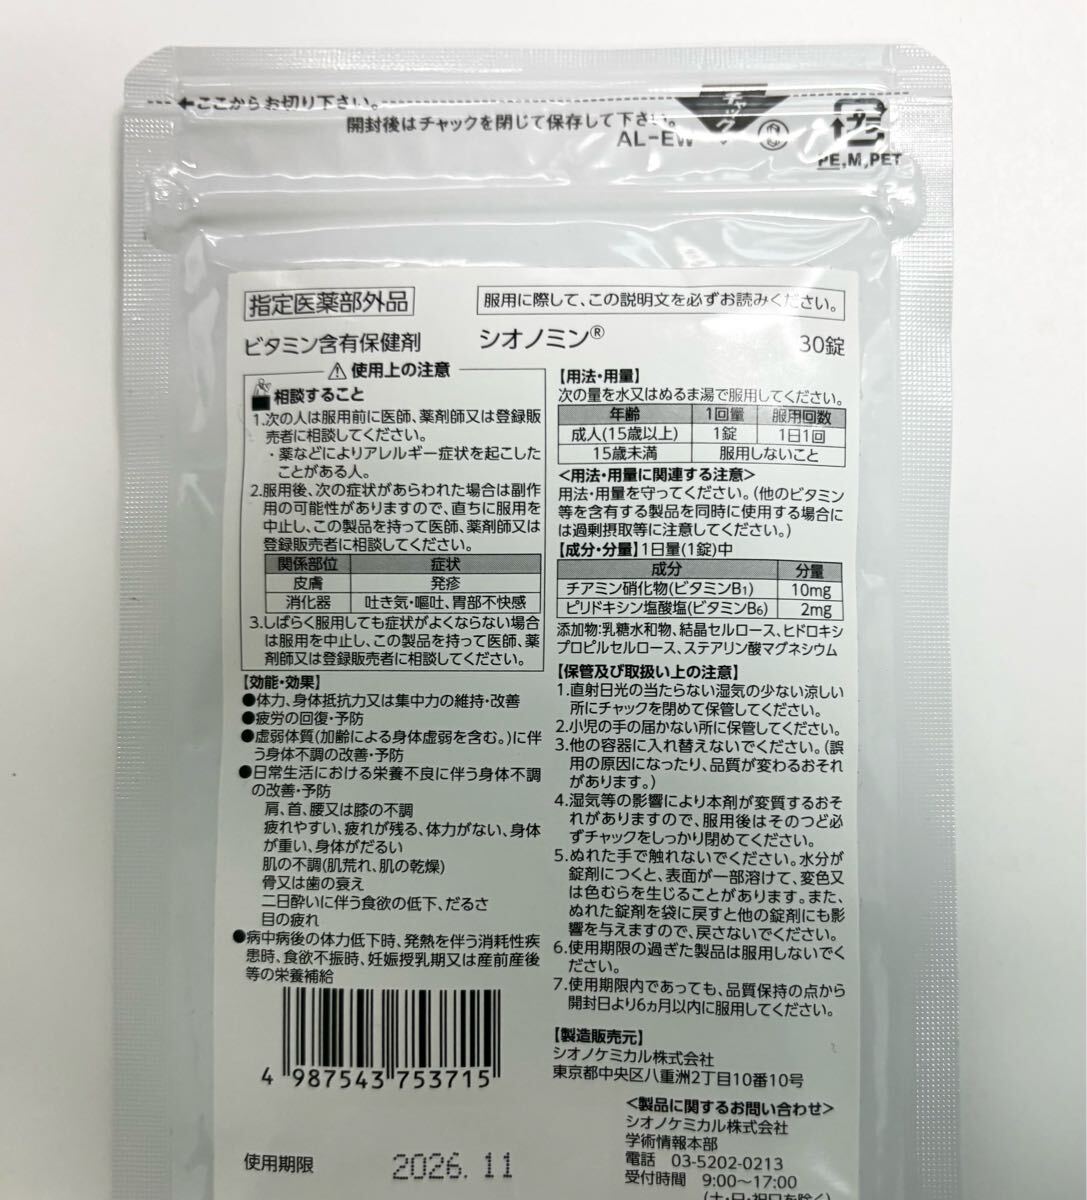 ここからお切り下さい。
開封後はチャックを閉じて保存して下さい。
チャック
AL-EW
プラ
PE,M,PET
指定医薬部外品
服用に際して、この説明文を必ずお読みください。
ビタミン含有保健剤 シオノミン® 30錠
⚠ 使用上の注意
相談すること
1.次の人は服用前に医師、薬剤師又は登録販
売者に相談してください。
・薬などによりアレルギー症状を起こした
ことがある人。
2.服用後、次の症状があらわれた場合は副作
用の可能性がありますので、直ちに服用を
中止し、この製品を持って医師、薬剤師又は
登録販売者に相談してください。
関係部位 症状
皮膚 発疹
消化器 吐き気・嘔吐、胃部不快感
3.しばらく服用しても症状がよくならない場合
は服用を中止し、この製品を持って医師、薬
剤師又は登録販売者に相談してください。
【効能・効果】
●体力、身体抵抗力又は集中力の維持・改善
●疲労の回復・予防
●虚弱体質(加齢による身体虚弱を含む。)に伴
う身体不調の改善・予防
●日常生活における栄養不良に伴う身体不調
の改善・予防
肩、首、腰又は膝の不調
疲れやすい、疲れが残る、体力がない、身体
が重い、身体がだるい
肌の不調(肌荒れ、肌の乾燥)
骨又は歯の衰え
二日酔いに伴う食欲の低下、だるさ
目の疲れ
●病中病後の体力低下時、発熱を伴う消耗性疾
患時、食欲不振時、妊娠授乳期又は産前産後
等の栄養補給
4 987543 753715
使用期限 2026.11
【用法・用量】
次の量を水又はぬるま湯で服用してください。
年齢 1回量 服用回数
成人(15歳以上) 1錠 1日1回
15歳未満 服用しないこと
<用法・用量に関連する注意>
用法・用量を守ってください。(他のビタミン
等を含有する製品を同時に使用する場合に
は過剰摂取等に注意してください。)
【成分・分量】1日量(1錠)中
成分 分量
チアミン硝化物(ビタミンB1) 10mg
ピリドキシン塩酸塩(ビタミンB6) 2mg
添加物:乳糖水和物、結晶セルロース、ヒドロキシ
プロピルセルロース、ステアリン酸マグネシウム
【保管及び取扱い上の注意】
1.直射日光の当たらない湿気の少ない涼しい
所にチャックを閉めて保管してください。
2.小児の手の届かない所に保管してください。
3.他の容器に入れ替えないでください。(誤
用の原因になったり、品質が変わるおそれ
があります。)
4.湿気等の影響により本剤が変質するおそ
れがありますので、服用後はそのつど必
ずチャックをしっかり閉めてください。
5.ぬれた手で触れないでください。水分が
錠剤につくと、表面が一部溶けて、変色又
は色むらを生じることがあります。また、
ぬれた錠剤を袋に戻すと他の錠剤にも影
響を与えますので、戻さないでください。
6.使用期限の過ぎた製品は服用しないでく
ださい。
7.使用期限内であっても、品質保持の点から
開封日より6ヵ月以内に服用してください。
【製造販売元】
シオノケミカル株式会社
東京都中央区八重洲2丁目10番10号
<製品に関するお問い合わせ>
シオノケミカル株式会社
学術情報本部
電話 03-5202-0213
受付時間 9:00〜17:00
(土・日・祝日を除く)